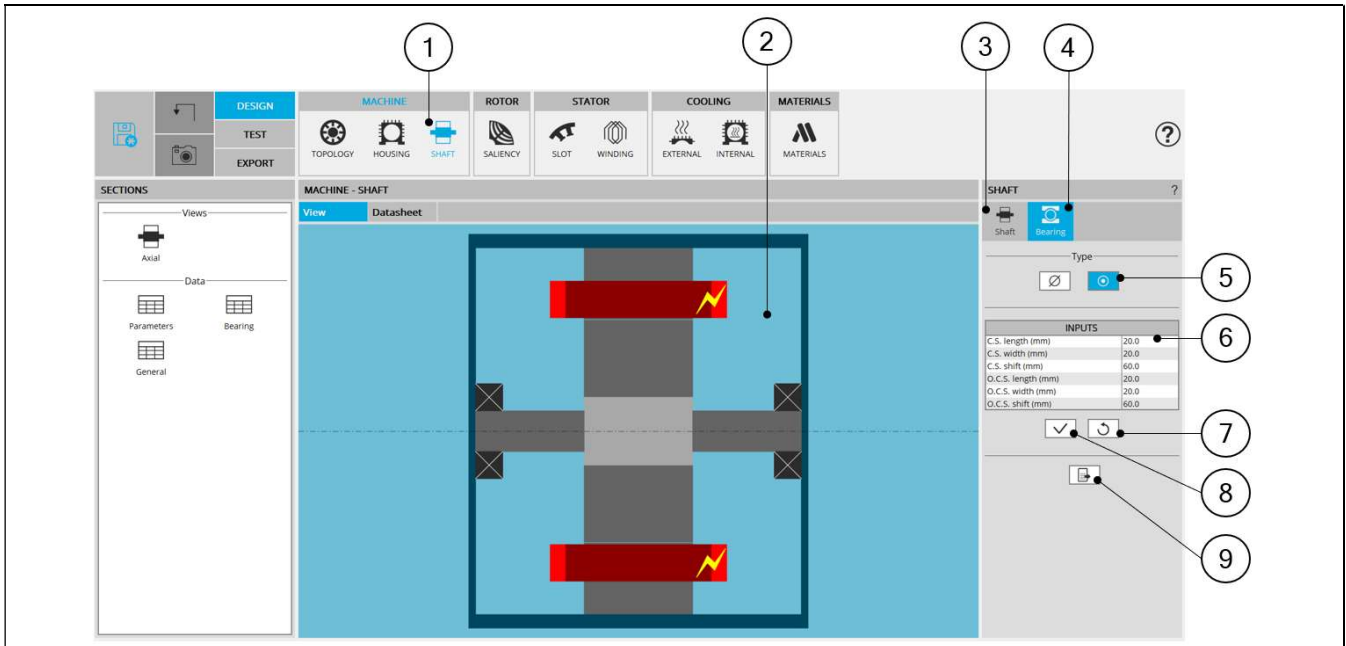 1
2
3
4
DESIGN
TEST
EXPORT
MACHINE
ROTOR
STATOR
COOLING
MATERIALS
TOPOLOGY
HOUSING
SHAFT
SALIENCY
SLOT
WINDING
EXTERNAL
INTERNAL
MATERIALS
?
SECTIONS
Views
Axial
Data
Parameters
Bearing
General
MACHINE - SHAFT
View
Datasheet
SHAFT ?
Shaft
Bearing
Type
5
INPUTS
6
C.S. length (mm) 20.0
C.S. width (mm) 20.0
C.S. shift (mm) 60.0
O.C.S. length (mm) 20.0
O.C.S. width (mm) 20.0
O.C.S. shift (mm) 60.0
7
8
9